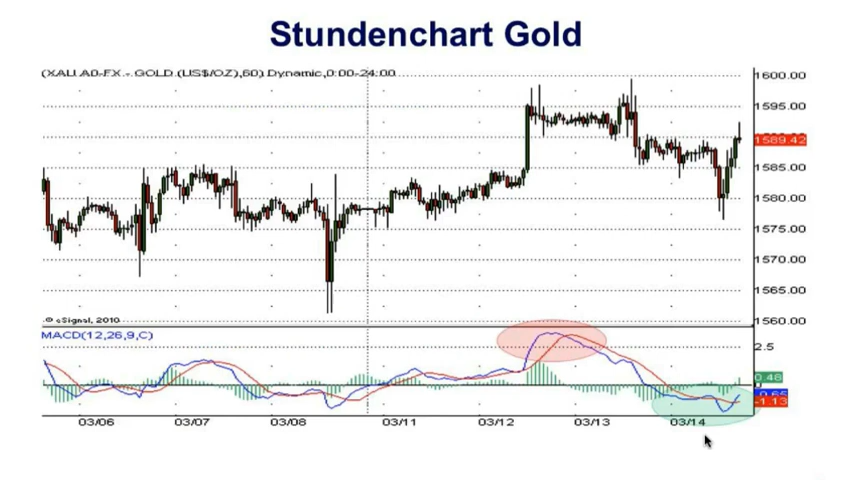 Stundenchart Gold
(XAU A0-FX - GOLD (US$/OZ),60) Dynamic,0:00-24:00
1600.00
1595.00
1589.42
1585.00
1580.00
1575.00
1570.00
1565.00
1560.00
© eSignal, 2010
MACD(12,26,9,C)
2.5
0.48
0
-0.65
-1.13
03/06 03/07 03/08 03/11 03/12 03/13 03/14